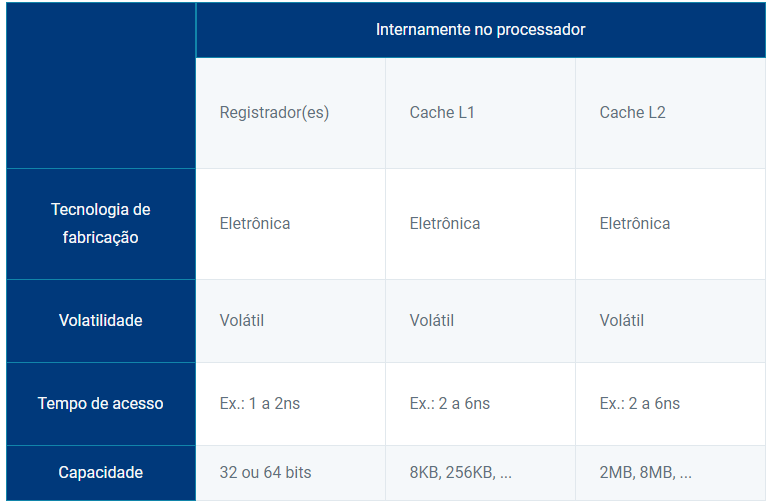 Internamente no processador
Registrador(es) Cache L1 Cache L2
Tecnologia de
fabricação Eletrônica Eletrônica Eletrônica
Volatilidade Volátil Volátil Volátil
Tempo de acesso Ex.: 1 a 2ns Ex.: 2 a 6ns Ex.: 2 a 6ns
Capacidade 32 ou 64 bits 8KB, 256KB, ... 2MB, 8MB, ...